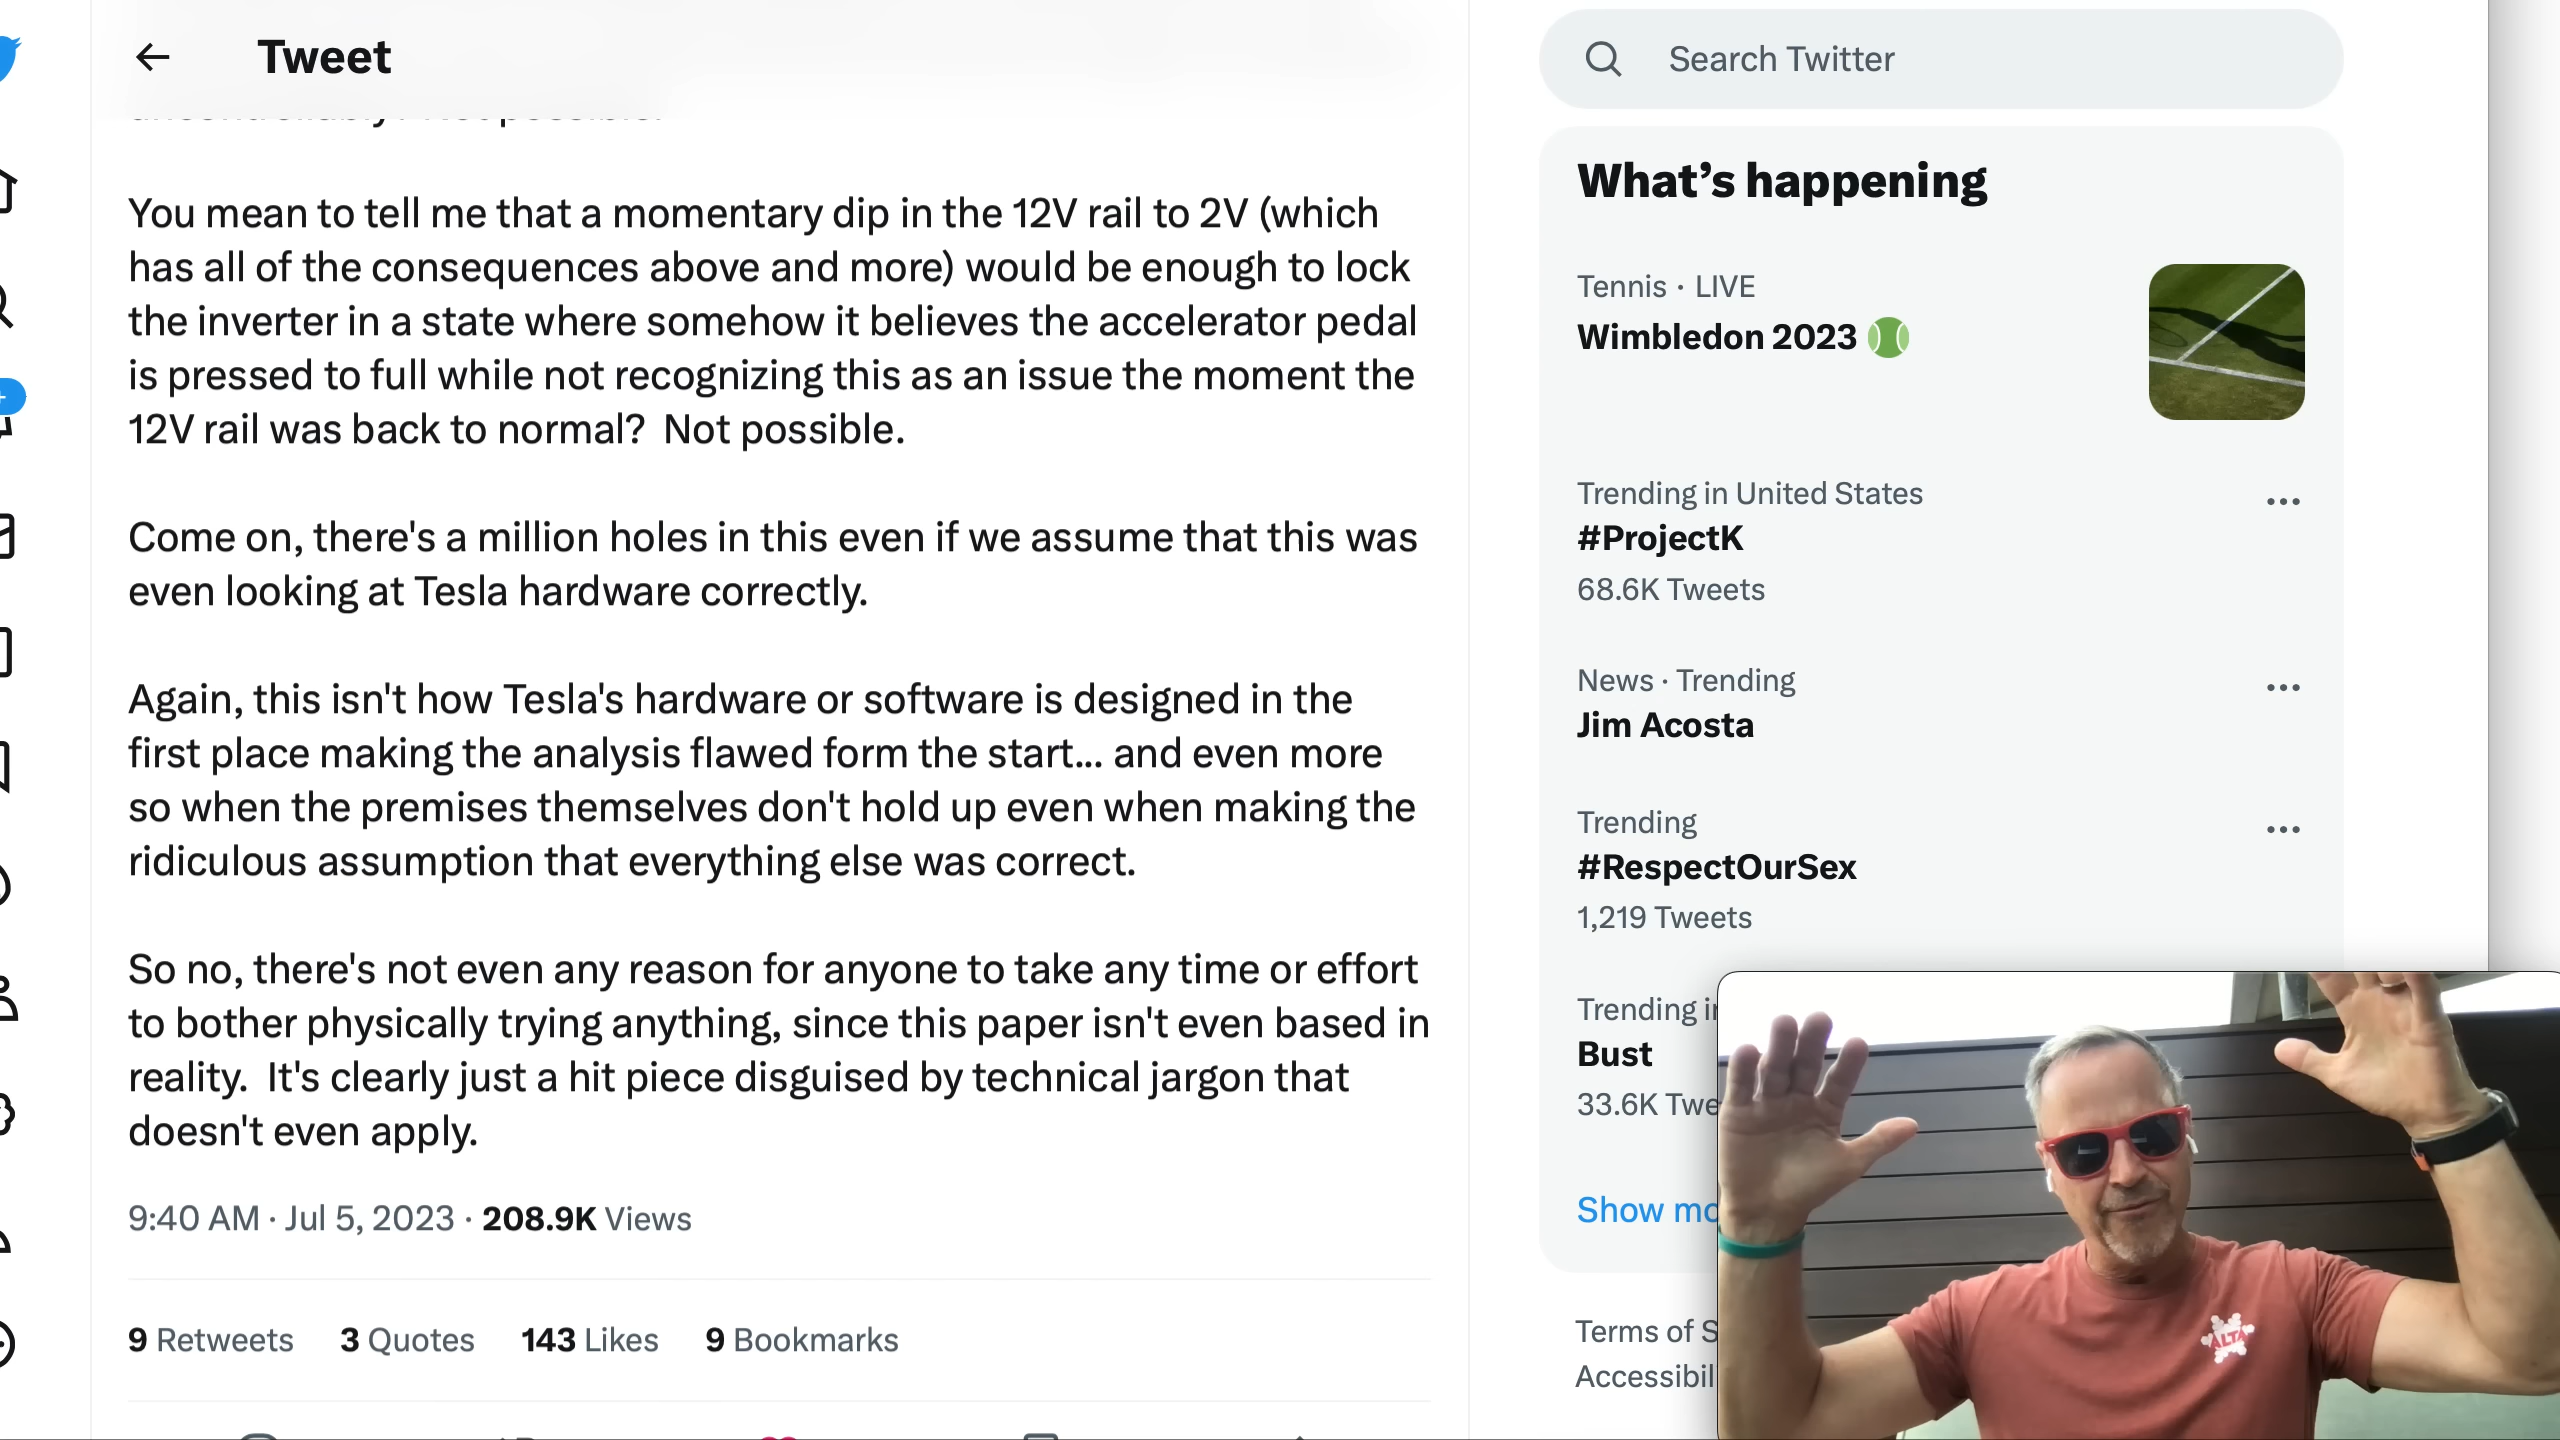 Tweet
You mean to tell me that a momentary dip in the 12V rail to 2V (which
has all of the consequences above and more) would be enough to lock
the inverter in a state where somehow it believes the accelerator pedal
is pressed to full while not recognizing this as an issue the moment the
12V rail was back to normal?  Not possible.
Come on, there's a million holes in this even if we assume that this was
even looking at Tesla hardware correctly.
Again, this isn't how Tesla's hardware or software is designed in the
first place making the analysis flawed form the start... and even more
so when the premises themselves don't hold up even when making the
ridiculous assumption that everything else was correct.
So no, there's not even any reason for anyone to take any time or effort
to bother physically trying anything, since this paper isn't even based in
reality.  It's clearly just a hit piece disguised by technical jargon that
doesn't even apply.
9:40 AM · Jul 5, 2023 · 208.9K Views
9 Retweets 3 Quotes 143 Likes 9 Bookmarks
Search Twitter
What's happening
Tennis · LIVE
Wimbledon 2023
Trending in United States
#ProjectK
68.6K Tweets
News · Trending
Jim Acosta
Trending
#RespectOurSex
1,219 Tweets
Trending
Bust
33.6K Twe
Show mo
Terms of S
Accessibil